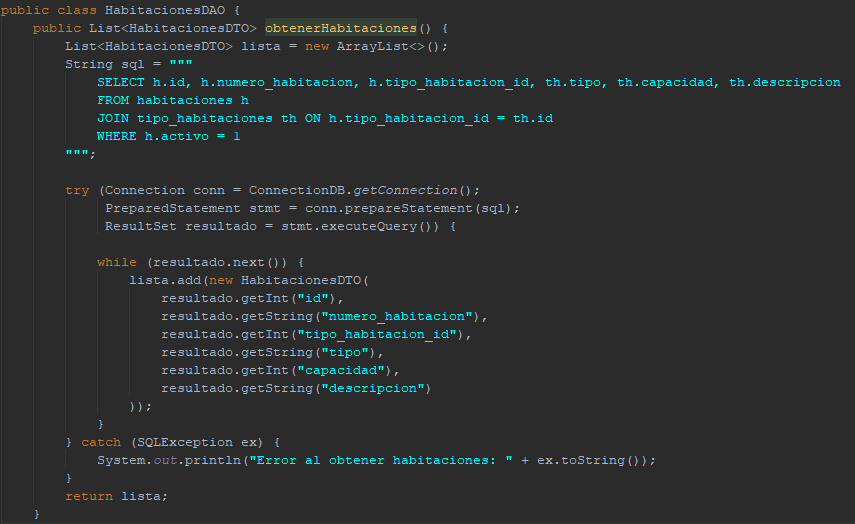 public class HabitacionesDAO {
    public List<HabitacionesDTO> obtenerHabitaciones() {
        List<HabitacionesDTO> lista = new ArrayList<>();
        String sql = """
            SELECT h.id, h.numero_habitacion, h.tipo_habitacion_id, th.tipo, th.capacidad, th.descripcion
            FROM habitaciones h
            JOIN tipo_habitaciones th ON h.tipo_habitacion_id = th.id
            WHERE h.activo = 1
        """;

        try (Connection conn = ConnectionDB.getConnection();
             PreparedStatement stmt = conn.prepareStatement(sql);
             ResultSet resultado = stmt.executeQuery()) {

            while (resultado.next()) {
                lista.add(new HabitacionesDTO(
                    resultado.getInt("id"),
                    resultado.getString("numero_habitacion"),
                    resultado.getInt("tipo_habitacion_id"),
                    resultado.getString("tipo"),
                    resultado.getInt("capacidad"),
                    resultado.getString("descripcion")
                ));
            }
        } catch (SQLException ex) {
            System.out.println("Error al obtener habitaciones: " + ex.toString());
        }
        return lista;
    }